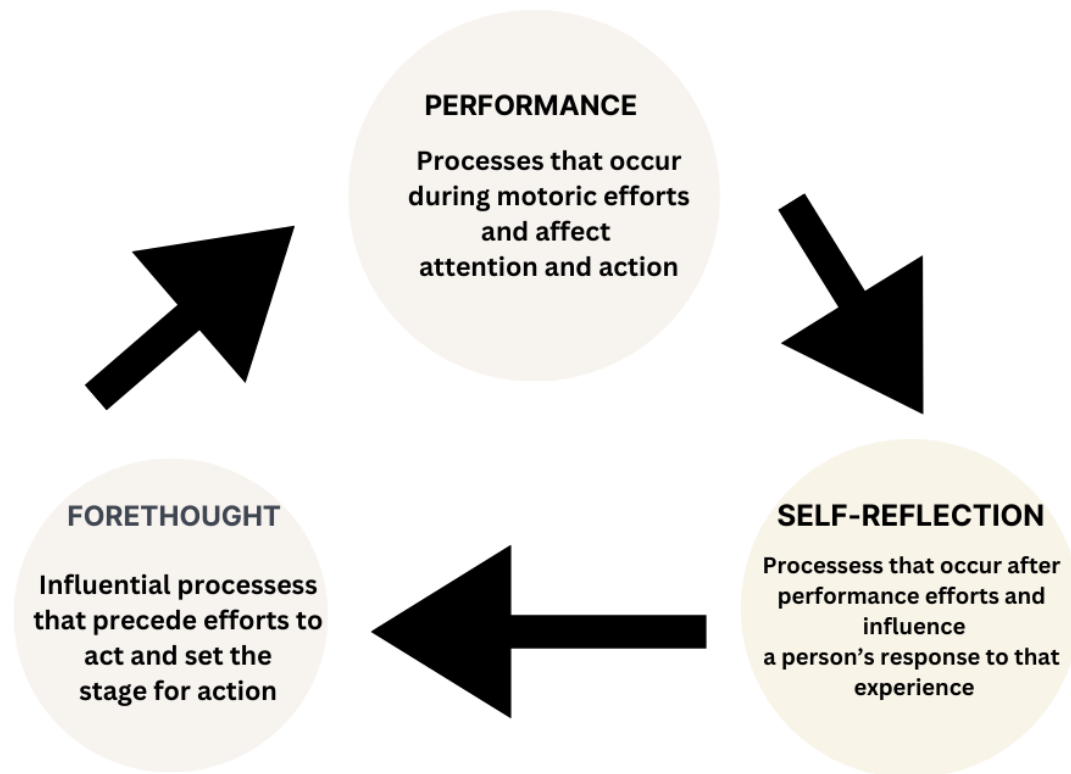 PERFORMANCE
Processes that occur
during motoric efforts
and affect
attention and action
FORETHOUGHT
Influential processess
that precede efforts to
act and set the
stage for action
SELF-REFLECTION
Processess that occur after
performance efforts and
influence
a person’s response to that
experience